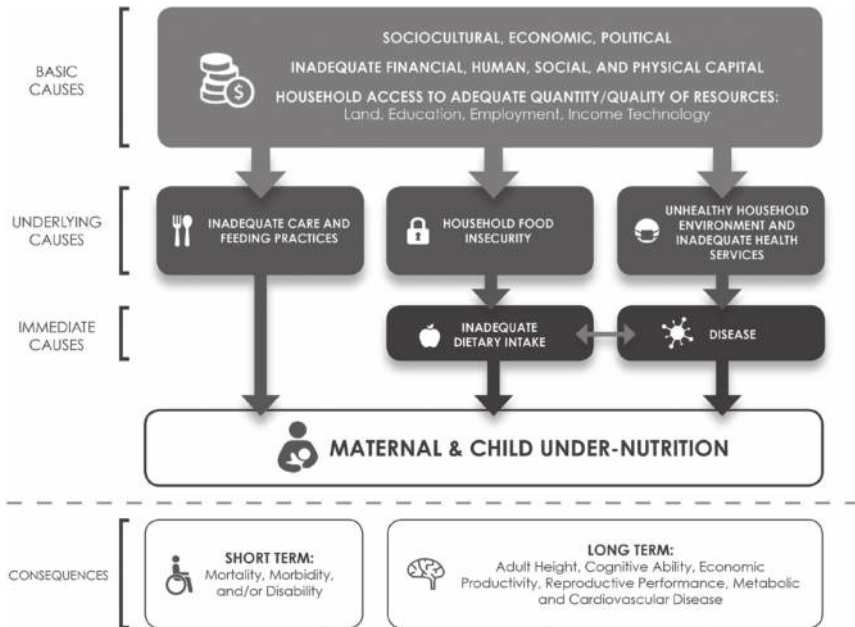 BASIC
CAUSES
SOCIOCULTURAL, ECONOMIC, POLITICAL
INADEQUATE FINANCIAL, HUMAN, SOCIAL, AND PHYSICAL CAPITAL
HOUSEHOLD ACCESS TO ADEQUATE QUANTITY/QUALITY OF RESOURCES:
Land, Education, Employment, Income Technology
$
UNDERLYING
CAUSES
INADEQUATE CARE AND
FEEDING PRACTICES
HOUSEHOLD FOOD
INSECURITY
UNHEALTHY HOUSEHOLD
ENVIRONMENT AND
INADEQUATE HEALTH
SERVICES
IMMEDIATE
CAUSES
INADEQUATE
DIETARY INTAKE
DISEASE
MATERNAL & CHILD UNDER-NUTRITION
CONSEQUENCES
SHORT TERM:
Mortality, Morbidity,
and/or Disability
LONG TERM:
Adult Height, Cognitive Ability, Economic
Productivity, Reproductive Performance, Metabolic
and Cardiovascular Disease